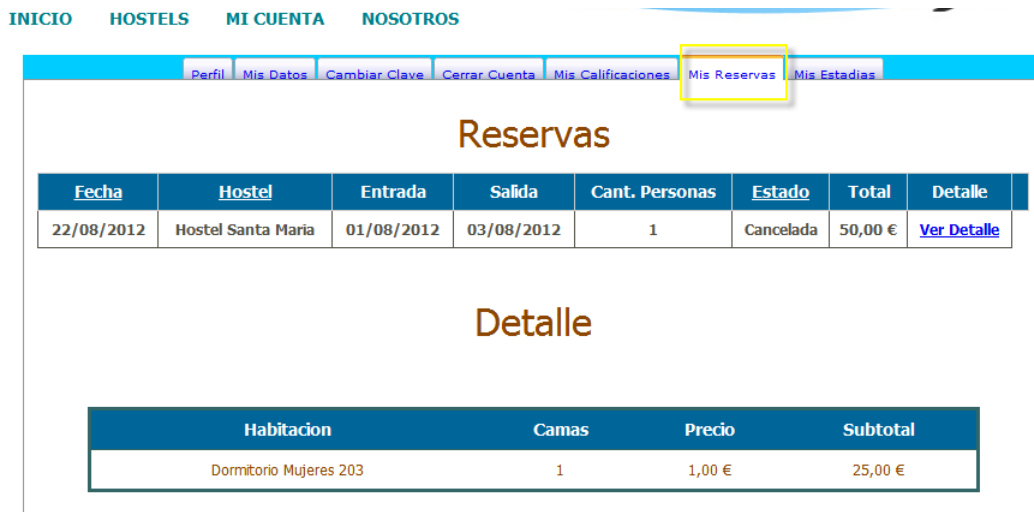 INICIO HOSTELS MI CUENTA NOSOTROS
Perfil Mis Datos Cambiar Clave Cerrar Cuenta Mis Calificaciones Mis Reservas Mis Estadias
Reservas
Fecha Hostel Entrada Salida Cant. Personas Estado Total Detalle
22/08/2012 Hostel Santa Maria 01/08/2012 03/08/2012 1 Cancelada 50,00 € Ver Detalle
Detalle
Habitacion Camas Precio Subtotal
Dormitorio Mujeres 203 1 1,00 € 25,00 €